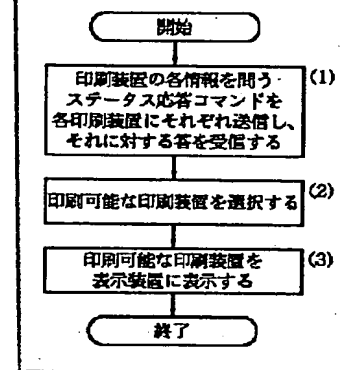 開始
印刷装置の各情報を問う (1)
ステータス応答コマンドを
各印刷装置にそれぞれ送信し、
それに対する答を受信する
(2)
印刷可能な印刷装置を選択する
印刷可能な印刷装置を (3)
表示装置に表示する
終了